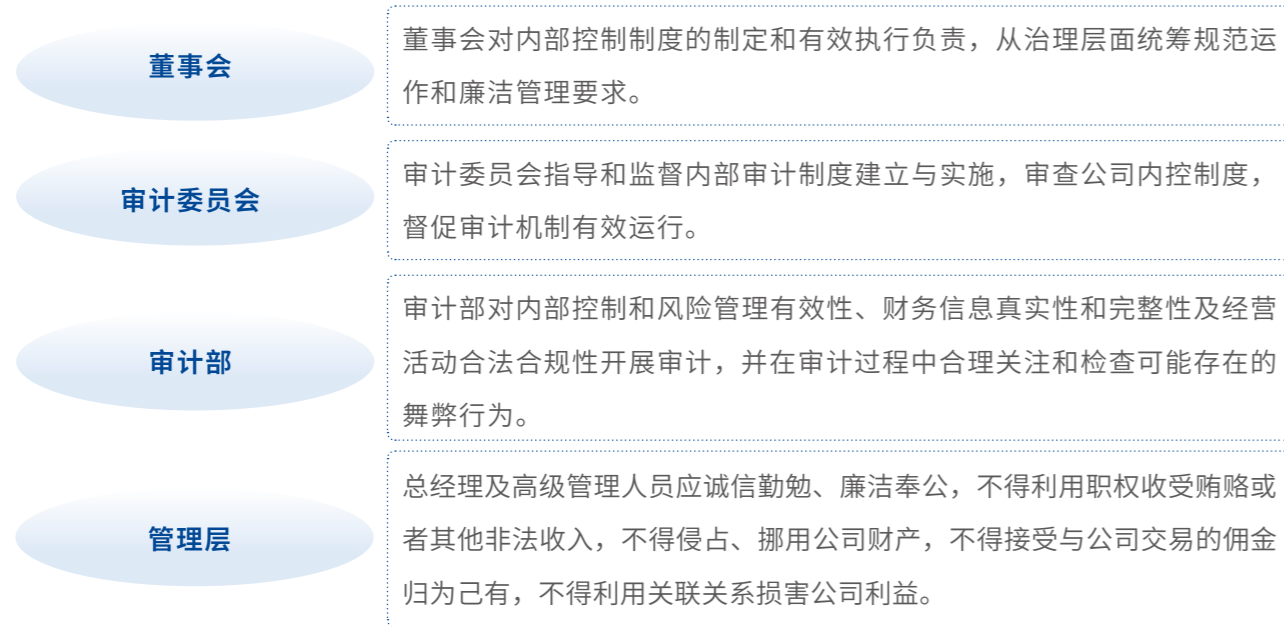 董事会
董事会对内部控制制度的制定和有效执行负责，从治理层面统筹规范运
作和廉洁管理要求。
审计委员会
审计委员会指导和监督内部审计制度建立与实施，审查公司内控制度，
督促审计机制有效运行。
审计部
审计部对内部控制和风险管理有效性、财务信息真实性和完整性及经营
活动合法合规性开展审计，并在审计过程中合理关注和检查可能存在的
舞弊行为。
管理层
总经理及高级管理人员应诚信勤勉、廉洁奉公，不得利用职权收受贿赂或
者其他非法收入，不得侵占、挪用公司财产，不得接受与公司交易的佣金
归为己有，不得利用关联关系损害公司利益。